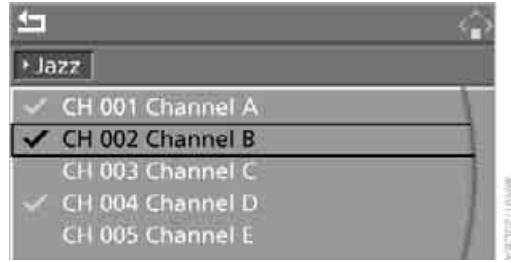 Jazz
CH 001 Channel A
CH 002 Channel B
CH 003 Channel C
CH 004 Channel D
CH 005 Channel E